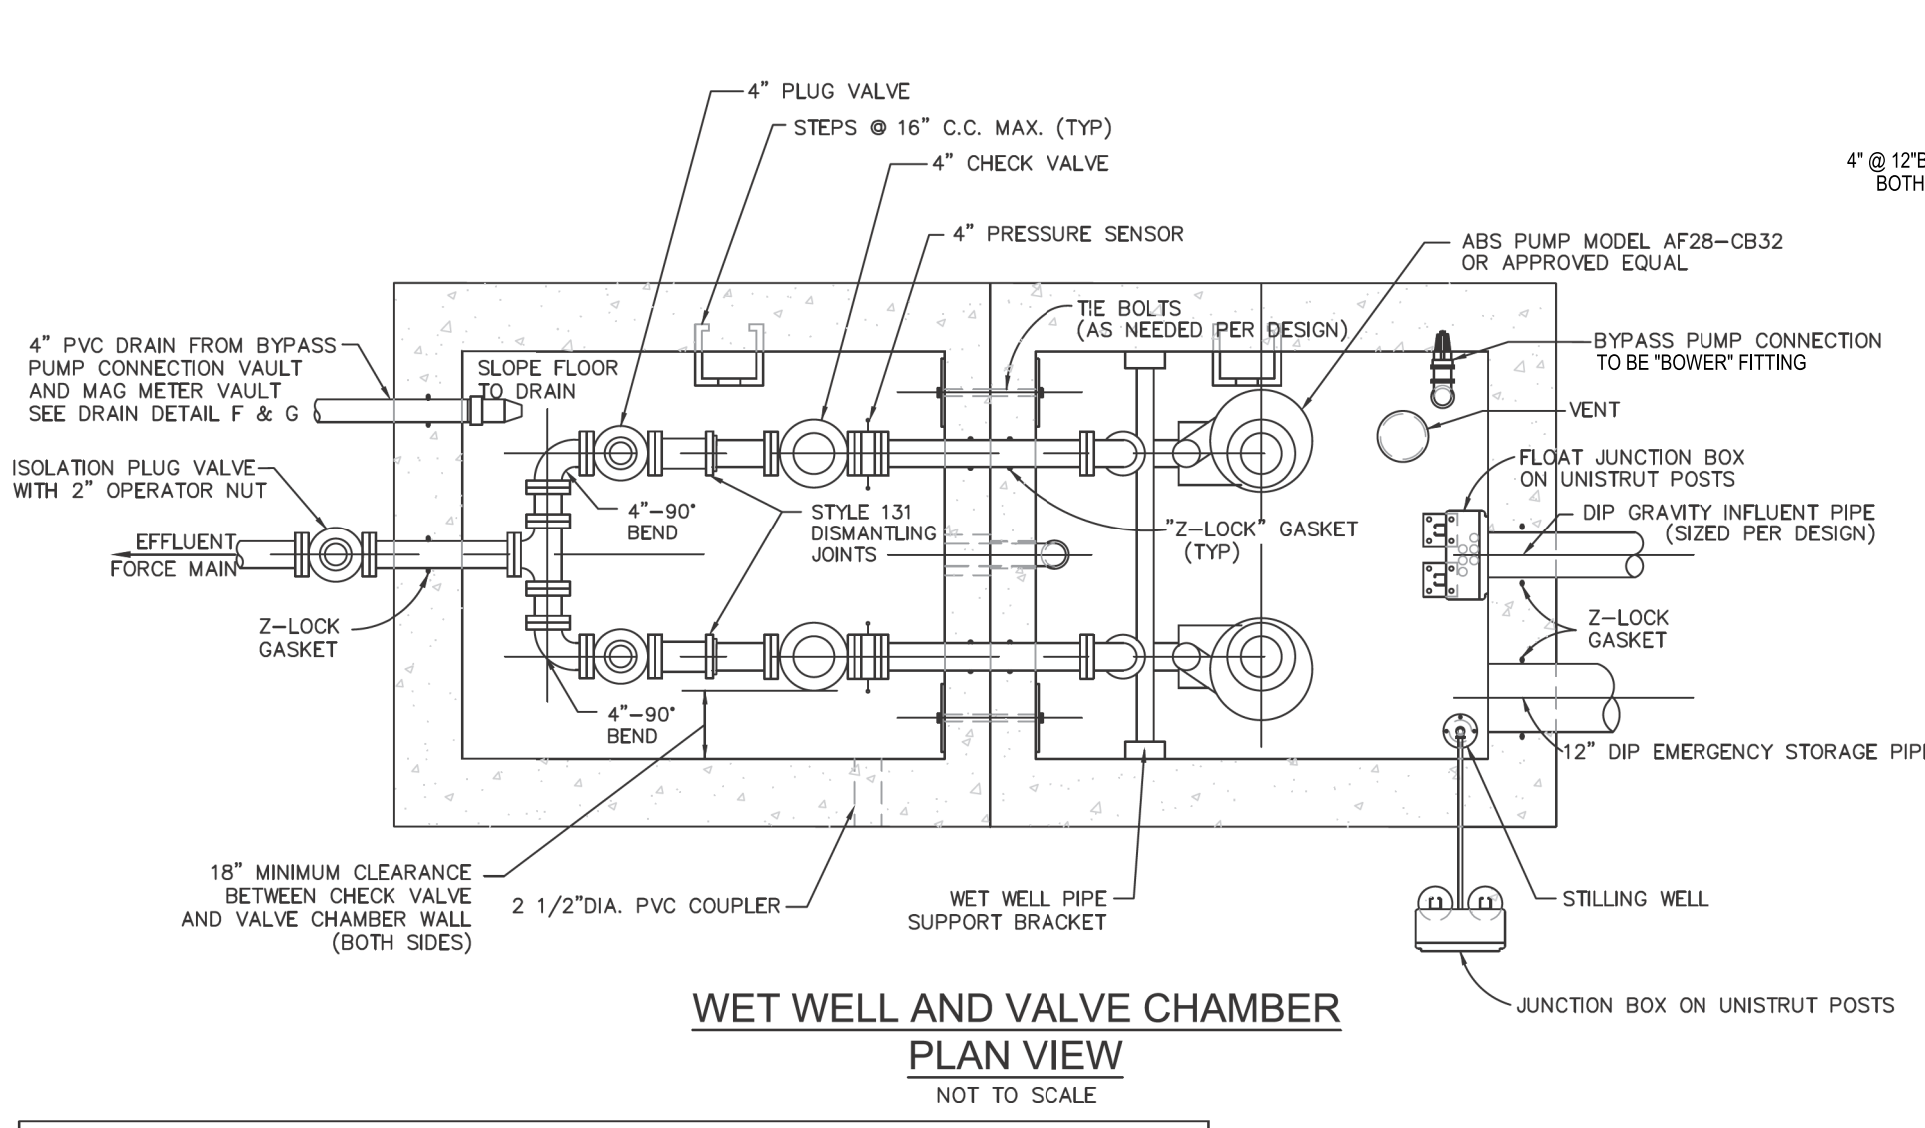 4” PLUG VALVE
STEPS @ 16” C.C. MAX. (TYP)
4” CHECK VALVE
4" @ 12"B
BOTH
4” PRESSURE SENSOR
ABS PUMP MODEL AF28-CB32
OR APPROVED EQUAL
TIE BOLTS
(AS NEEDED PER DESIGN)
4” PVC DRAIN FROM BYPASS
PUMP CONNECTION VAULT
AND MAG METER VAULT
SEE DRAIN DETAIL F & G
SLOPE FLOOR
TO DRAIN
BYPASS PUMP CONNECTION
TO BE "BOWER" FITTING
VENT
ISOLATION PLUG VALVE
WITH 2” OPERATOR NUT
FLOAT JUNCTION BOX
ON UNISTRUT POSTS
4”-90°
BEND
STYLE 131
DISMANTLING
JOINTS
"Z-LOCK" GASKET
(TYP)
DIP GRAVITY INFLUENT PIPE
(SIZED PER DESIGN)
EFFLUENT
FORCE MAIN
Z-LOCK
GASKET
Z-LOCK
GASKET
4”-90°
BEND
12” DIP EMERGENCY STORAGE PIP
18” MINIMUM CLEARANCE
BETWEEN CHECK VALVE
AND VALVE CHAMBER WALL
(BOTH SIDES)
2 1/2”DIA. PVC COUPLER
WET WELL PIPE
SUPPORT BRACKET
STILLING WELL
JUNCTION BOX ON UNISTRUT POSTS
WET WELL AND VALVE CHAMBER
PLAN VIEW
NOT TO SCALE